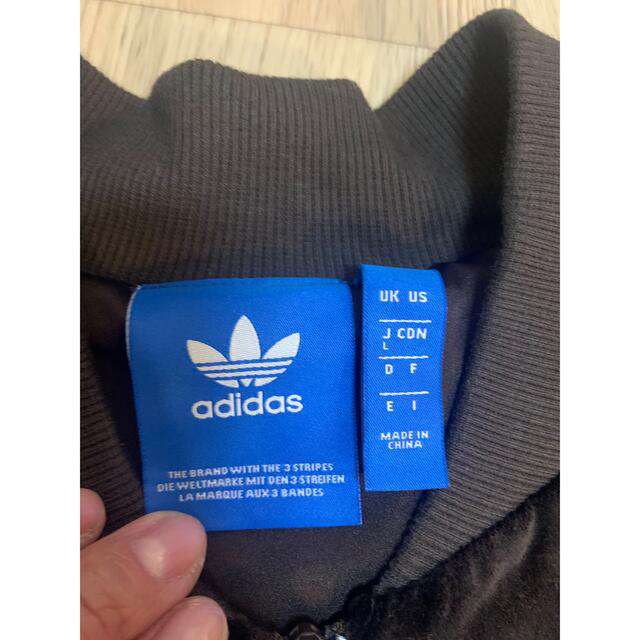 adidas
THE BRAND WITH THE 3 STRIPES
DIE WELTMARKE MIT DEN 3 STREIFEN
LA MARQUE AUX 3 BANDES
UK US
J CDN
L
D F
E I
MADE IN
CHINA